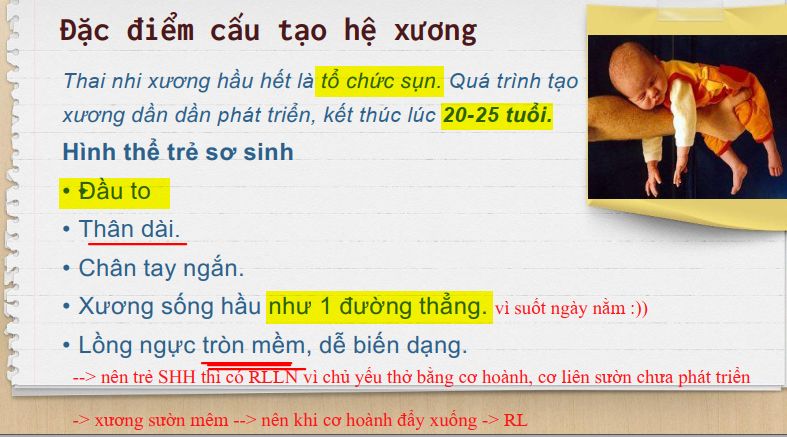 Đặc điểm cấu tạo hệ xương
Thai nhi xương hầu hết là tổ chức sụn. Quá trình tạo
xương dần dần phát triển, kết thúc lúc 20-25 tuổi.
Hình thể trẻ sơ sinh
• Đầu to
• Thân dài.
• Chân tay ngắn.
• Xương sống hầu như 1 đường thẳng. vì suốt ngày nằm :))
• Lồng ngực tròn mềm, dễ biến dạng.
--> nên trẻ SHH thì có RLLN vì chủ yếu thở bằng cơ hoành, cơ liên sườn chưa phát triển
-> xương sườn mêm --> nên khi cơ hoành đẩy xuống -> RL